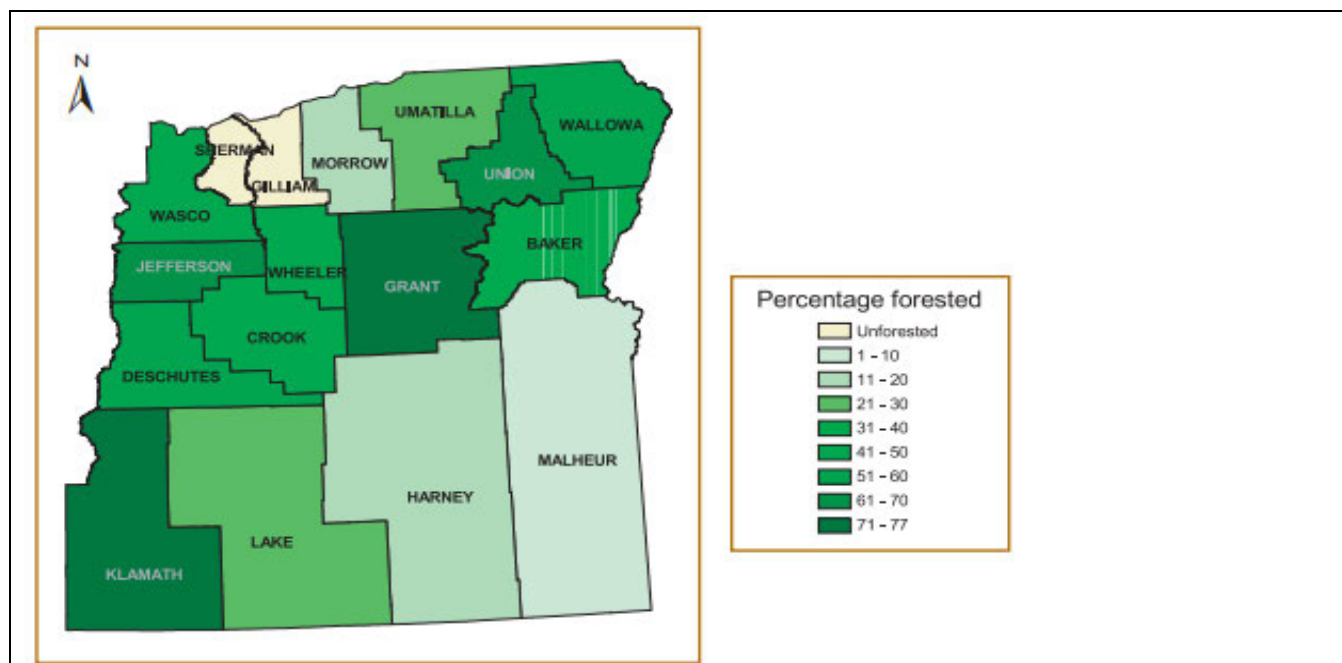 N
UMATILLA
WALLOWA
SHERMAN
MORROW
GILLIAM
UNION
WASCO
BAKER
JEFFERSON
WHEELER
GRANT
CROOK
DESCHUTES
MALHEUR
HARNEY
LAKE
KLAMATH
Percentage forested
Unforested
1 – 10
11 – 20
21 – 30
31 – 40
41 – 50
51 – 60
61 – 70
71 – 77